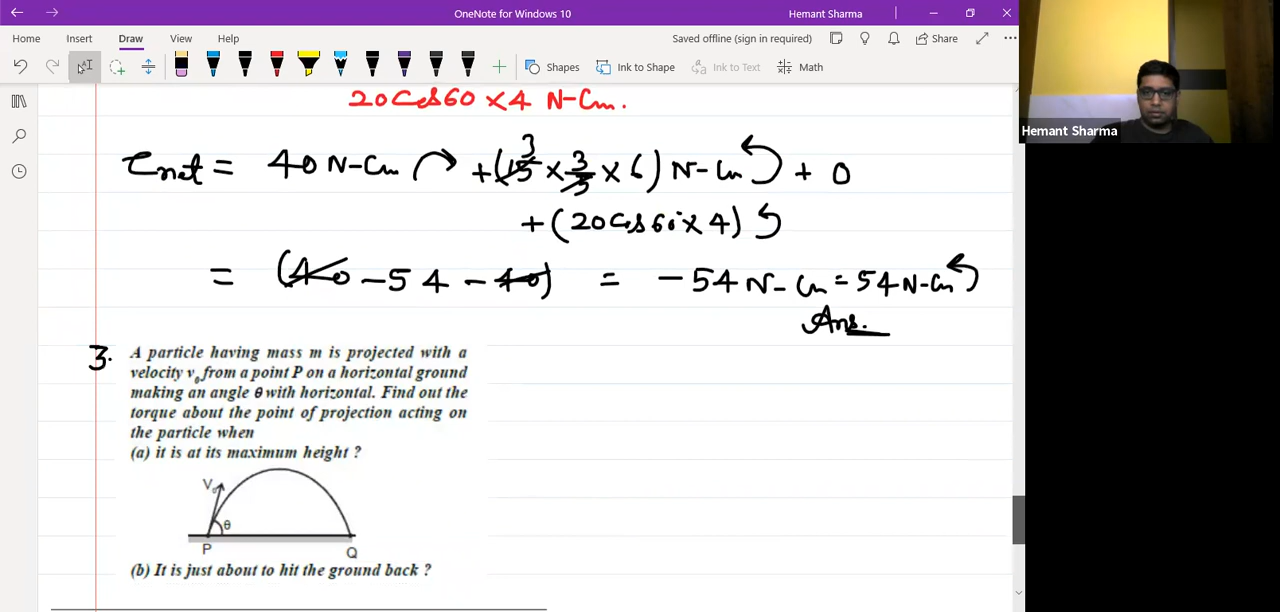 OneNote for Windows 10
Hemant Sharma
Home Insert Draw View Help
Saved offline (sign in required)
Share
Shapes
Ink to Shape
Ink to Text
Math
20 Cos60 × 4 N-Cm.
τnet = 40 N-Cm + (15 3 × 3/5 × 6) N-Cm + 0
+ (20 Cos60 × 4)
= (40 - 54 - 40) = - 54 N-Cm = 54 N-Cm
Ans.
3. A particle having mass m is projected with a
velocity v₀ from a point P on a horizontal ground
making an angle θ with horizontal. Find out the
torque about the point of projection acting on
the particle when
(a) it is at its maximum height ?
V₀
θ
P
Q
(b) It is just about to hit the ground back ?
Hemant Sharma